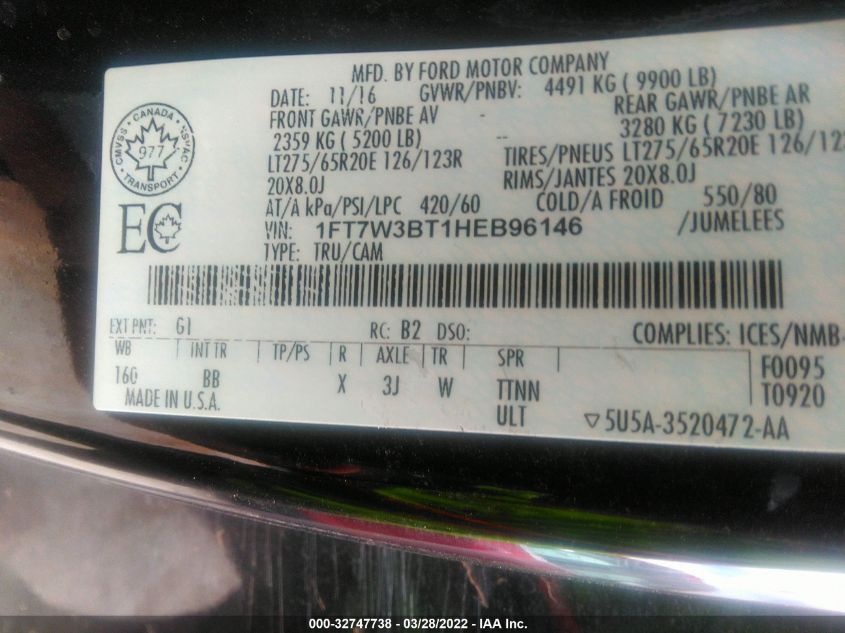 MFD. BY FORD MOTOR COMPANY
DATE: 11/16 GVWR/PNBV: 4491 KG ( 9900 LB)
FRONT GAWR/PNBE AV - REAR GAWR/PNBE AR
2359 KG ( 5200 LB) -- 3280 KG ( 7230 LB)
LT275/65R20E 126/123R TIRES/PNEUS LT275/65R20E 126/123
20X8.0J RIMS/JANTES 20X8.0J
AT/A kPa/PSI/LPC 420/60 COLD/A FROID 550/80
VIN: 1FT7W3BT1HEB96146 /JUMELEES
TYPE: TRU/CAM
CANADA
CMVSS NSVAC
977
TRANSPORT
EC
EXT PNT: G1 RC: B2 DSO: COMPLIES: ICES/NMB-
WB INT TR TP/PS R AXLE TR SPR F0095
160 BB X 3J W TTNN T0920
MADE IN U.S.A. ULT ▽5U5A-3520472-AA
000-32747738 - 03/28/2022 - IAA Inc.